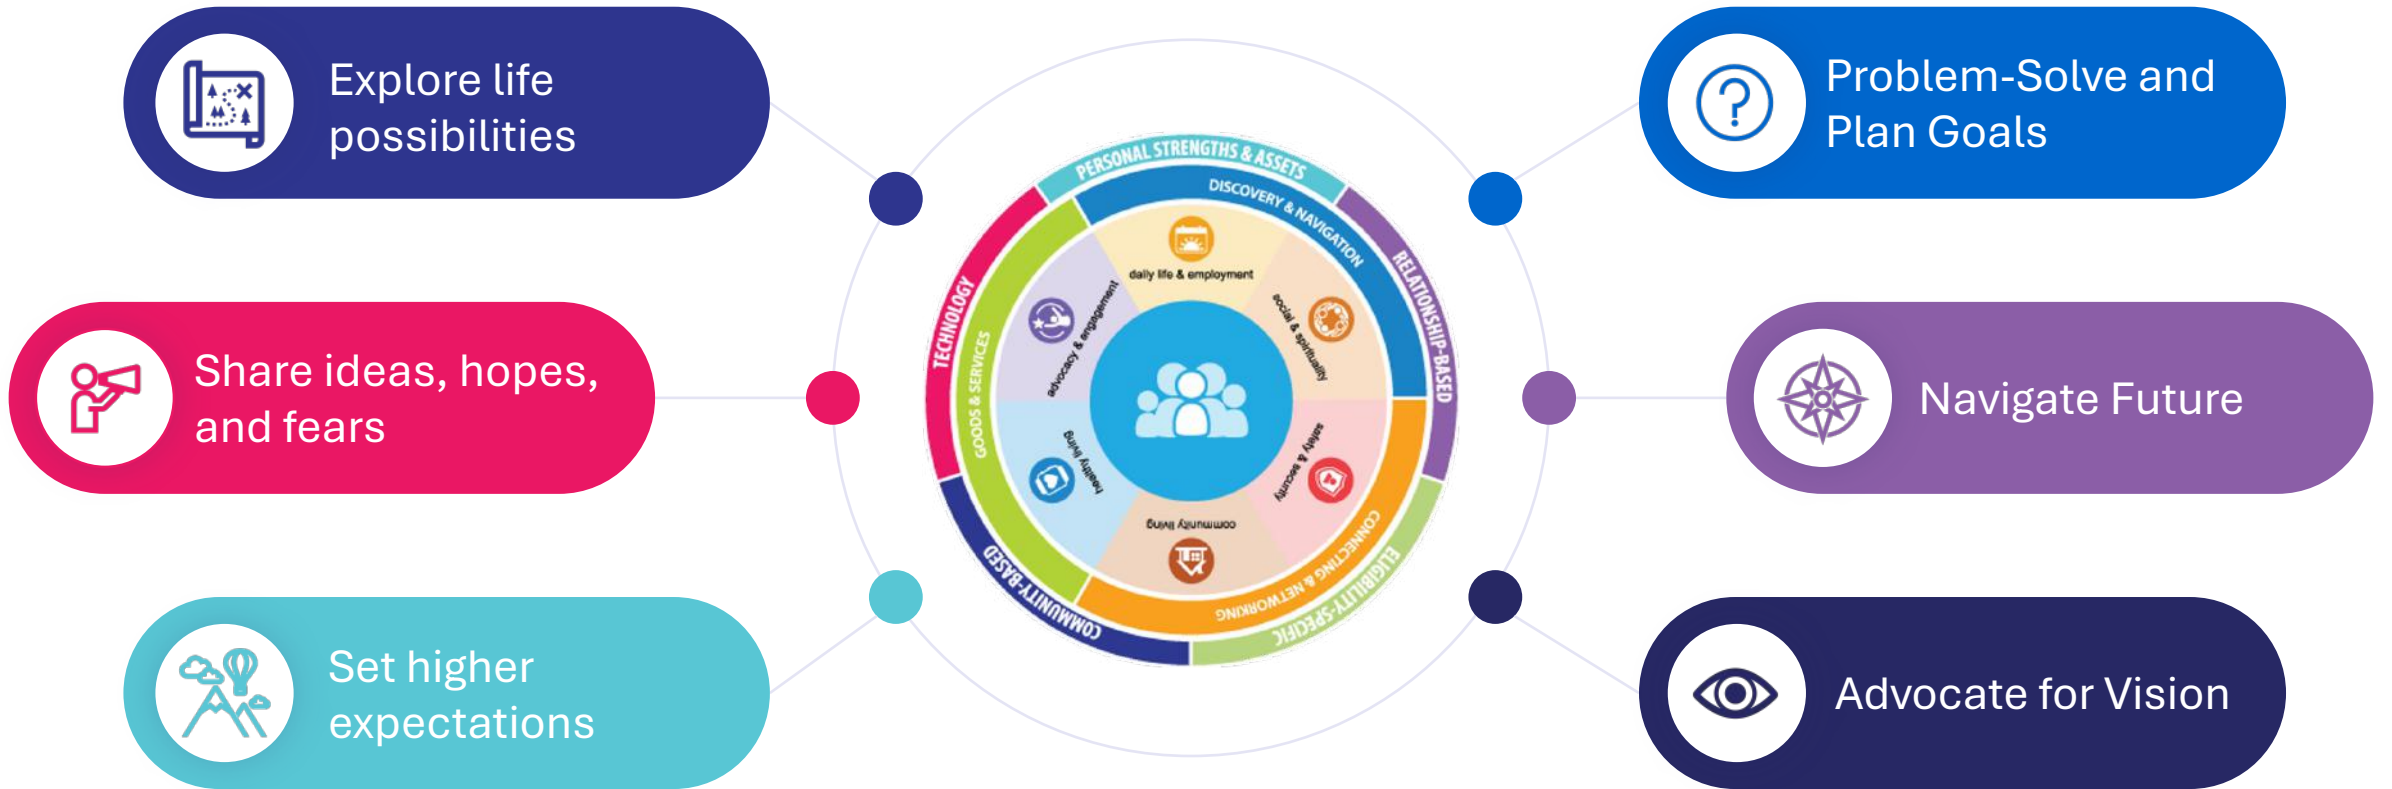 Explore life
possibilities
Share ideas, hopes,
and fears
Set higher
expectations
PERSONAL STRENGTHS & ASSETS
RELATIONSHIP-BASED
ELIGIBILITY-SPECIFIC
COMMUNITY-BASED
TECHNOLOGY
DISCOVERY & NAVIGATION
CONNECTING & NETWORKING
GOODS & SERVICES
daily life & employment
social & spirituality
safety & security
community living
healthy living
advocacy & engagement
Problem-Solve and
Plan Goals
Navigate Future
Advocate for Vision